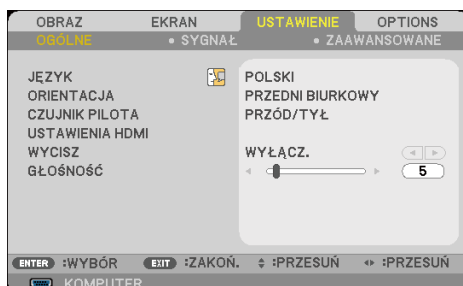 OBRAZ EKRAN USTAWIENIE OPTIONS
OGÓLNE • SYGNAŁ • ZAAWANSOWANE
JĘZYK POLSKI
ORIENTACJA PRZEDNI BIURKOWY
CZUJNIK PILOTA PRZÓD/TYŁ
USTAWIENIA HDMI
WYCISZ WYŁĄCZ.
GŁOŚNOŚĆ 5
ENTER :WYBÓR EXIT :ZAKOŃ. :PRZESUŃ :PRZESUŃ
KOMPUTER